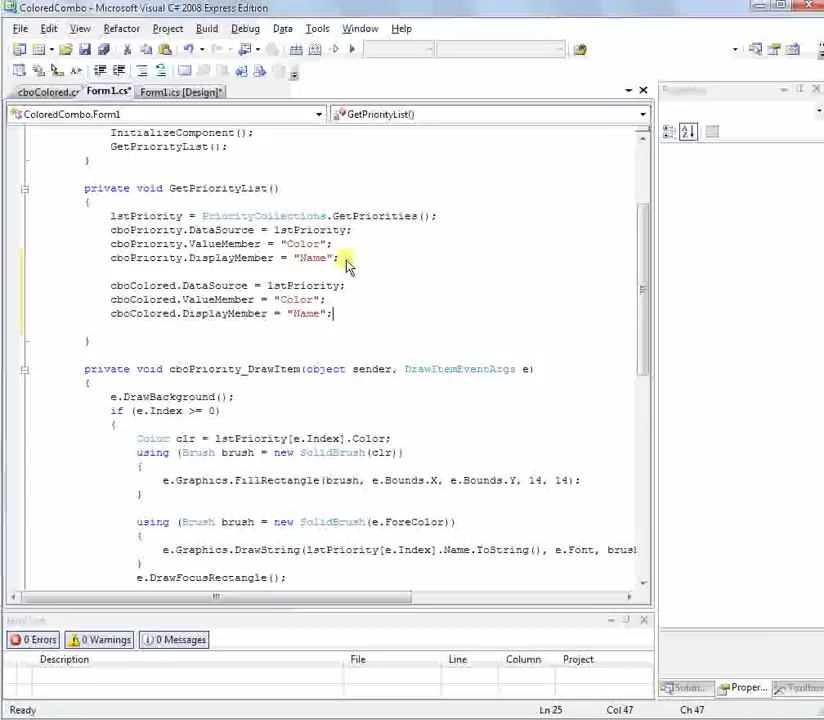 ColoredCombo - Microsoft Visual C# 2008 Express Edition
File Edit View Refactor Project Build Debug Data Tools Window Help
cboColored.cs Form1.cs* Form1.cs [Design]*
Properties
ColoredCombo.Form1 GetPriorityList()
InitializeComponent();
GetPriorityList();
}
private void GetPriorityList()
{
lstPriority = PriorityCollections.GetPriorities();
cboPriority.DataSource = lstPriority;
cboPriority.ValueMember = "Color";
cboPriority.DisplayMember = "Name";
cboColored.DataSource = lstPriority;
cboColored.ValueMember = "Color";
cboColored.DisplayMember = "Name";
}
private void cboPriority_DrawItem(object sender, DrawItemEventArgs e)
{
e.DrawBackground();
if (e.Index >= 0)
{
Color clr = lstPriority[e.Index].Color;
using (Brush brush = new SolidBrush(clr))
{
e.Graphics.FillRectangle(brush, e.Bounds.X, e.Bounds.Y, 14, 14);
}
using (Brush brush = new SolidBrush(e.ForeColor))
{
e.Graphics.DrawString(lstPriority[e.Index].Name.ToString(), e.Font, brush
}
e.DrawFocusRectangle();
Error List
0 Errors 0 Warnings 0 Messages
Description File Line Column Project
Proper...
Ready Ln 25 Col 47 Ch 47